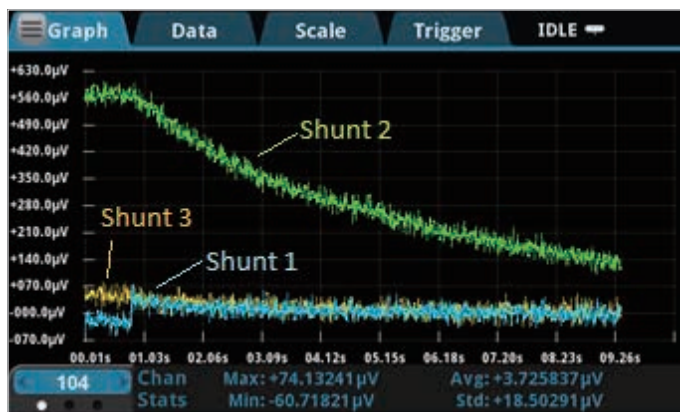 Graph Data Scale Trigger IDLE
+630.0µV
+560.0µV
+490.0µV
+420.0µV
+350.0µV
+280.0µV
+210.0µV
+140.0µV
+070.0µV
-000.0µV
-070.0µV
Shunt 2
Shunt 3
Shunt 1
00.01s 01.03s 02.06s 03.09s 04.12s 05.15s 06.18s 07.20s 08.23s 09.26s
104 Chan Max: +74.13241µV Avg: +3.725837µV
Stats Min: -60.71821µV Std: +18.50291µV